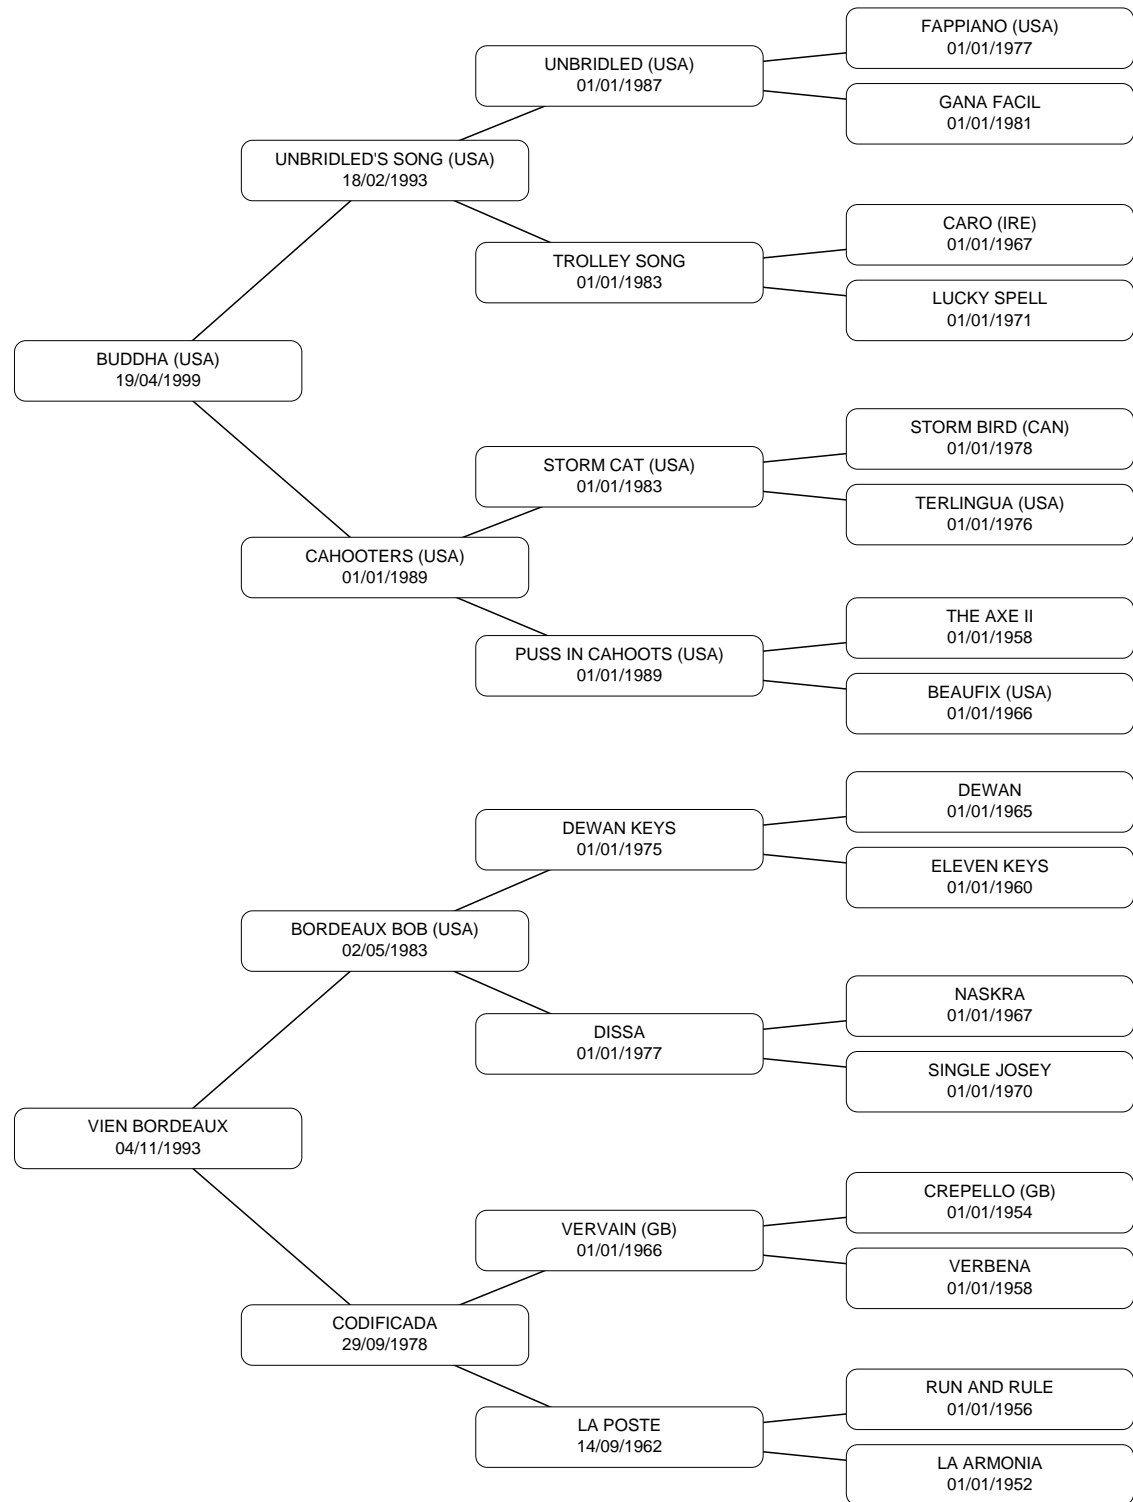 FAPPIANO (USA)
01/01/1977
UNBRIDLED (USA)
01/01/1987
GANA FACIL
01/01/1981
UNBRIDLED'S SONG (USA)
18/02/1993
CARO (IRE)
01/01/1967
TROLLEY SONG
01/01/1983
LUCKY SPELL
01/01/1971
BUDDHA (USA)
19/04/1999
STORM BIRD (CAN)
01/01/1978
STORM CAT (USA)
01/01/1983
TERLINGUA (USA)
01/01/1976
CAHOOTERS (USA)
01/01/1989
THE AXE II
01/01/1958
PUSS IN CAHOOTS (USA)
01/01/1989
BEAUFIX (USA)
01/01/1966
DEWAN
01/01/1965
DEWAN KEYS
01/01/1975
ELEVEN KEYS
01/01/1960
BORDEAUX BOB (USA)
02/05/1983
NASKRA
01/01/1967
DISSA
01/01/1977
SINGLE JOSEY
01/01/1970
VIEN BORDEAUX
04/11/1993
CREPELLO (GB)
01/01/1954
VERVAIN (GB)
01/01/1966
VERBENA
01/01/1958
CODIFICADA
29/09/1978
RUN AND RULE
01/01/1956
LA POSTE
14/09/1962
LA ARMONIA
01/01/1952